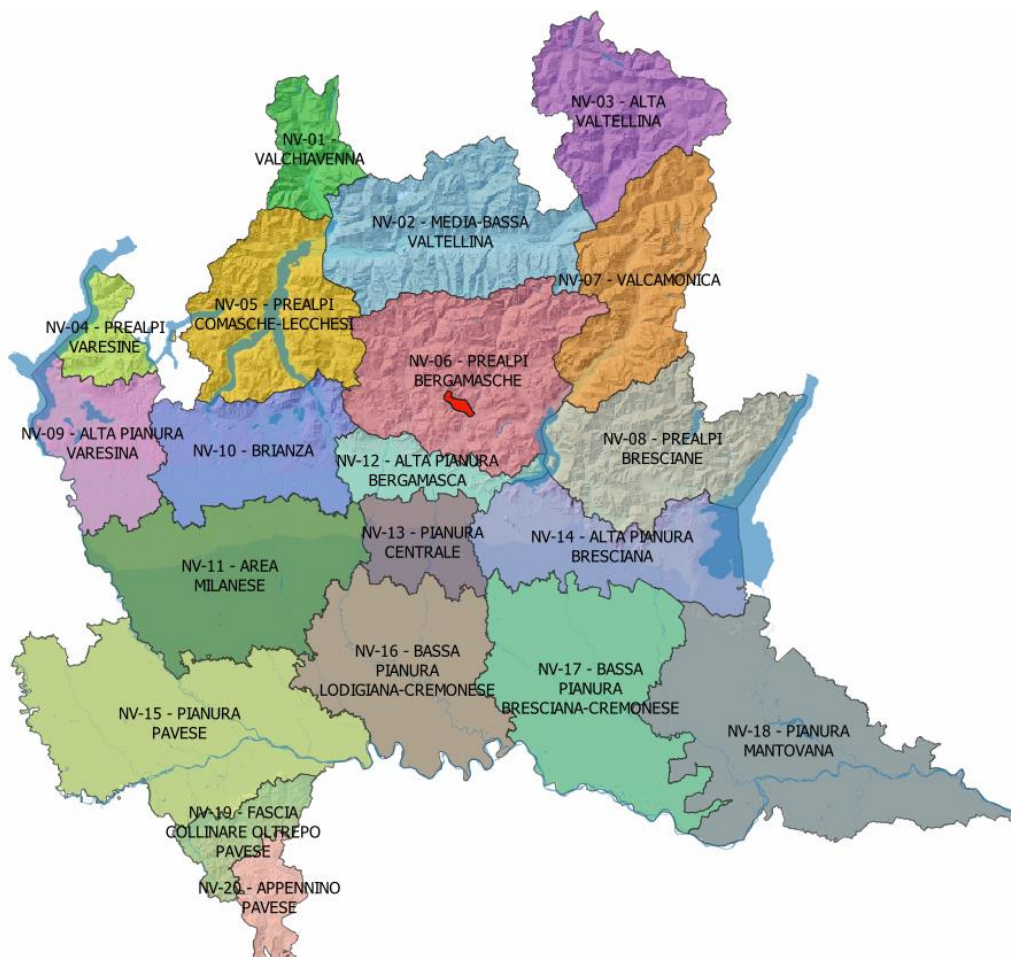 NV-03 - ALTA
VALTELLINA
NV-01 -
VALCHIAVENNA
NV-02 - MEDIA-BASSA
VALTELLINA
NV-07 - VALCAMONICA
NV-05 - PREALPI
COMASCHE-LECCHESI
NV-04 - PREALPI
VARESINE
NV-06 - PREALPI
BERGAMASCHE
NV-09 - ALTA PIANURA
VARESINA
NV-10 - BRIANZA
NV-08 - PREALPI
BRESCIANE
NV-12 - ALTA PIANURA
BERGAMASCA
NV-13 - PIANURA
CENTRALE
NV-14 - ALTA PIANURA
BRESCIANA
NV-11 - AREA
MILANESE
NV-16 - BASSA
PIANURA
LODIGIANA-CREMONESE
NV-17 - BASSA
PIANURA
BRESCIANA-CREMONESE
NV-15 - PIANURA
PAVESE
NV-18 - PIANURA
MANTOVANA
NV-19 - FASCIA
COLLINARE OLTREPO
PAVESE
NV-20 - APPENNINO
PAVESE